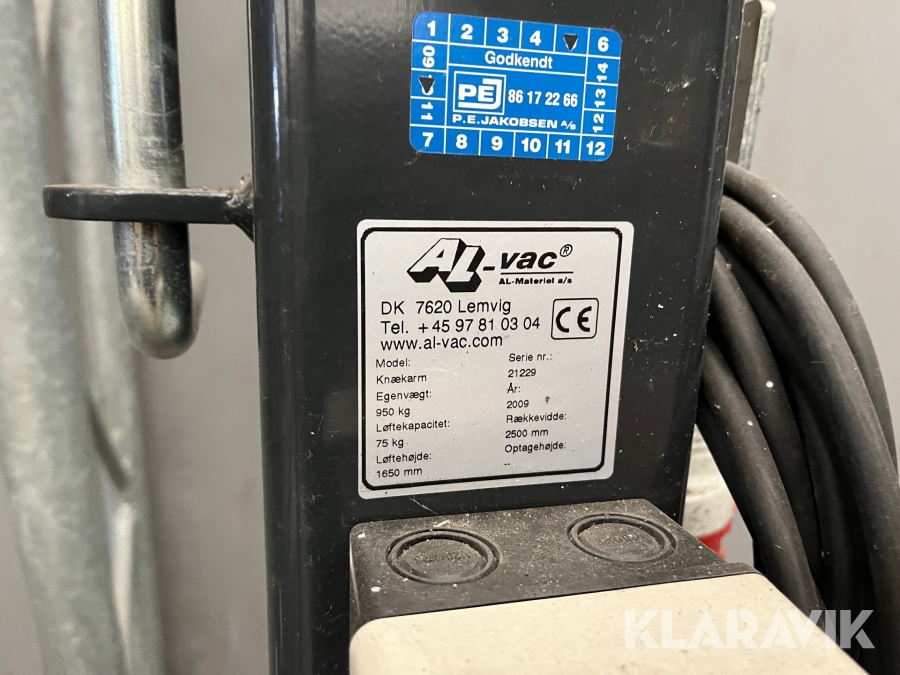 1 2 3 4 6
Godkendt
09
11
PEJ
86 17 22 66
14
13
12
P.E.JAKOBSEN A/S
7 8 9 10 11 12
AL-vac®
AL-Materiel a/s
DK 7620 Lemvig
Tel. +45 97 81 03 04
www.al-vac.com
CE
Model:
Knækarm
Egenvægt:
950 kg
Løftekapacitet:
75 kg
Løftehøjde:
1650 mm
Serie nr.:
21229
År:
2009
Rækkevidde:
2500 mm
Optagehøjde:
--
KLARAVIK